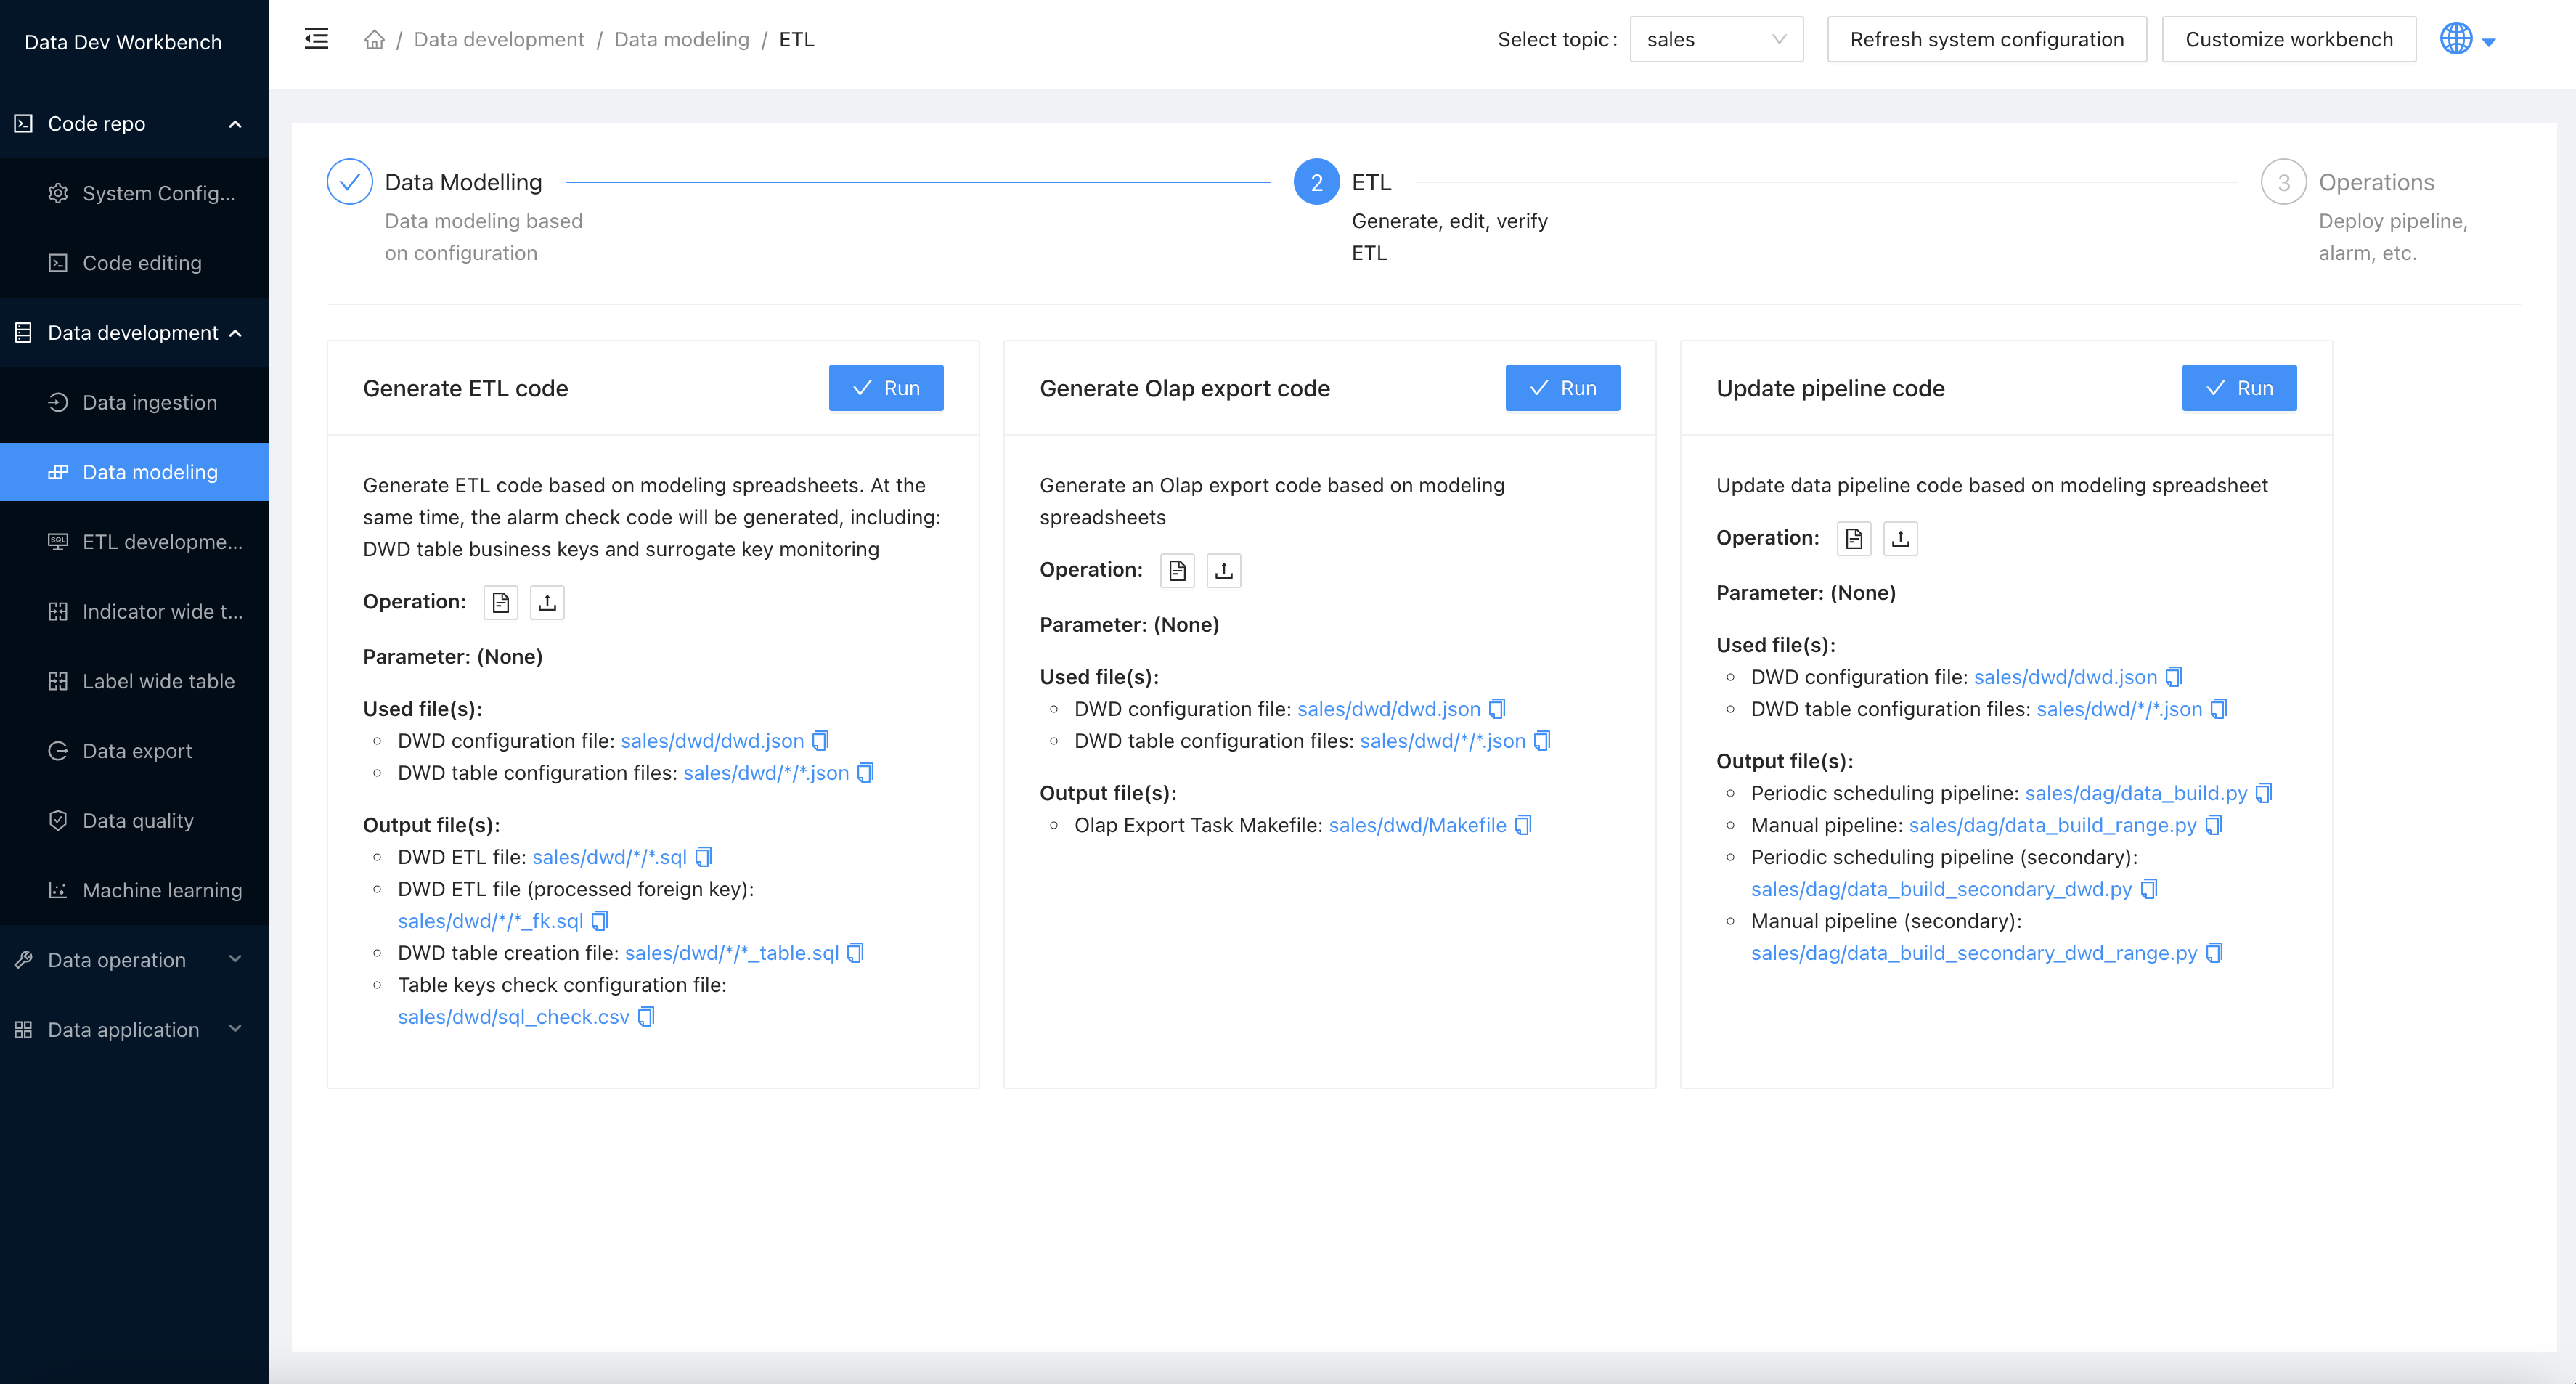 Data Dev Workbench
Code repo
System Config...
Code editing
Data development
Data ingestion
Data modeling
ETL developme...
Indicator wide t...
Label wide table
Data export
Data quality
Machine learning
Data operation
Data application
/ Data development / Data modeling / ETL
Select topic: sales
Refresh system configuration
Customize workbench
Data Modelling
Data modeling based
on configuration
2 ETL
Generate, edit, verify
ETL
3 Operations
Deploy pipeline,
alarm, etc.
Generate ETL code
Run
Generate ETL code based on modeling spreadsheets. At the
same time, the alarm check code will be generated, including:
DWD table business keys and surrogate key monitoring
Operation:
Parameter: (None)
Used file(s):
DWD configuration file: sales/dwd/dwd.json
DWD table configuration files: sales/dwd/*/*.json
Output file(s):
DWD ETL file: sales/dwd/*/*.sql
DWD ETL file (processed foreign key):
sales/dwd/*/*_fk.sql
DWD table creation file: sales/dwd/*/*_table.sql
Table keys check configuration file:
sales/dwd/sql_check.csv
Generate Olap export code
Run
Generate an Olap export code based on modeling
spreadsheets
Operation:
Parameter: (None)
Used file(s):
DWD configuration file: sales/dwd/dwd.json
DWD table configuration files: sales/dwd/*/*.json
Output file(s):
Olap Export Task Makefile: sales/dwd/Makefile
Update pipeline code
Run
Update data pipeline code based on modeling spreadsheet
Operation:
Parameter: (None)
Used file(s):
DWD configuration file: sales/dwd/dwd.json
DWD table configuration files: sales/dwd/*/*.json
Output file(s):
Periodic scheduling pipeline: sales/dag/data_build.py
Manual pipeline: sales/dag/data_build_range.py
Periodic scheduling pipeline (secondary):
sales/dag/data_build_secondary_dwd.py
Manual pipeline (secondary):
sales/dag/data_build_secondary_dwd_range.py